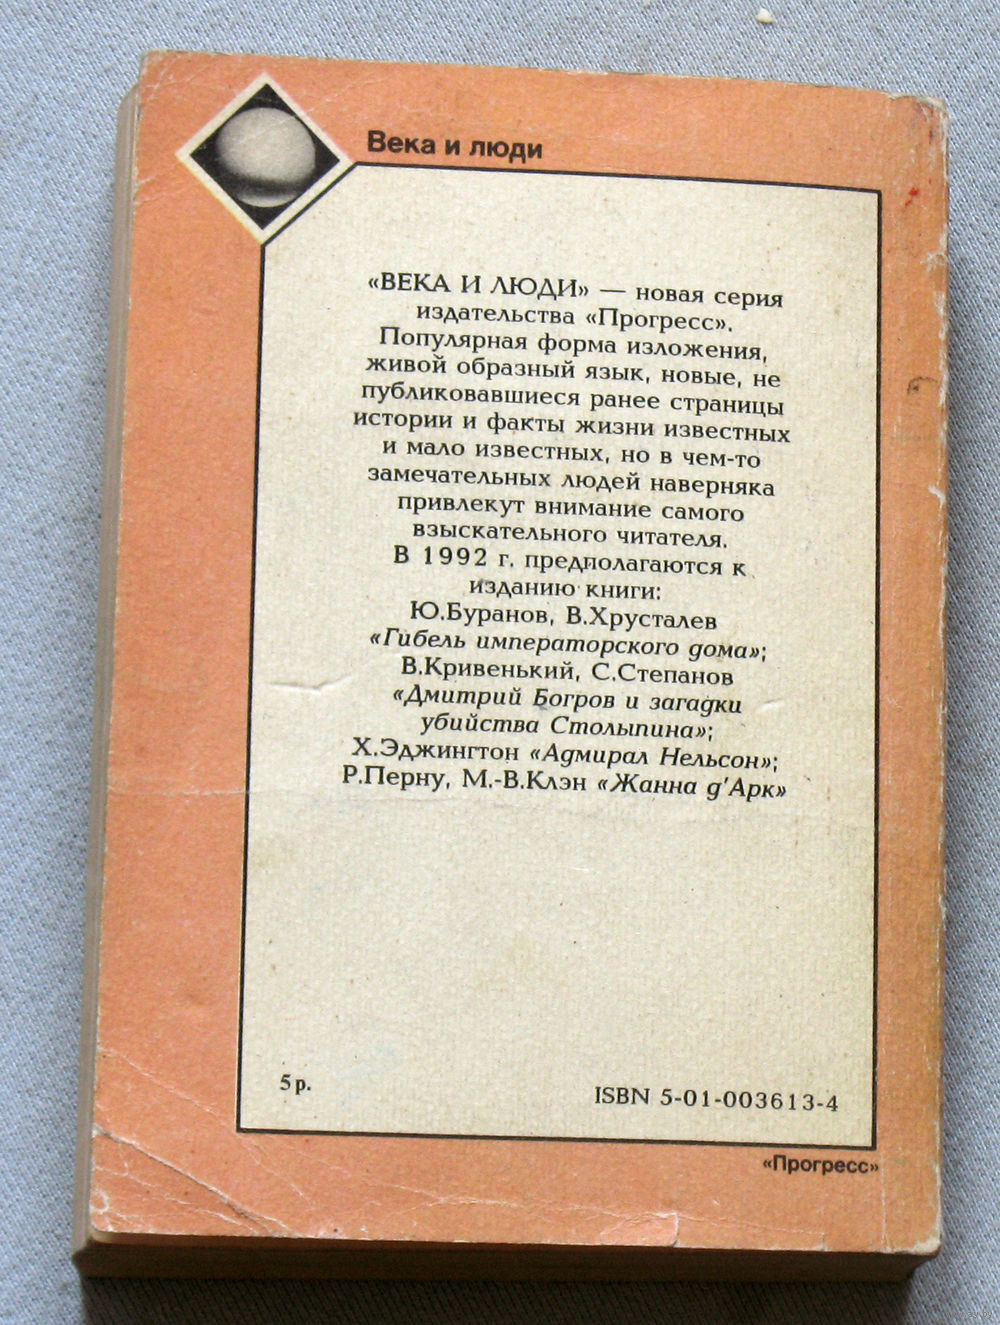 Века и люди
«ВЕКА И ЛЮДИ» — новая серия
издательства «Прогресс».
Популярная форма изложения,
живой образный язык, новые, не
публиковавшиеся ранее страницы
истории и факты жизни известных
и мало известных, но в чем-то
замечательных людей наверняка
привлекут внимание самого
взыскательного читателя.
В 1992 г. предполагаются к
изданию книги:
Ю.Буранов, В.Хрусталев
«Гибель императорского дома»;
В.Кривенький, С.Степанов
«Дмитрий Богров и загадки
убийства Столыпина»;
Х.Эджингтон «Адмирал Нельсон»;
Р.Перну, М.-В.Клэн «Жанна д'Арк»
5 р.
ISBN 5-01-003613-4
«Прогресс»